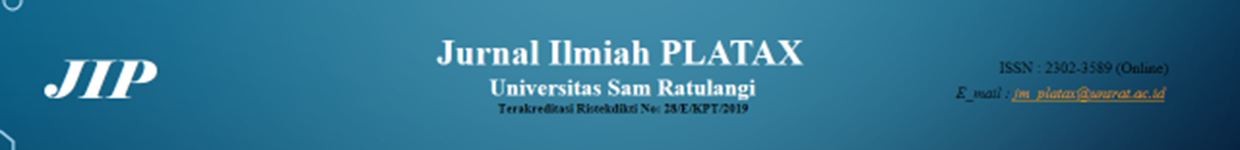 JIP
Jurnal Ilmiah PLATAX
Universitas Sam Ratulangi
Terakreditasi Ristekdikti No: 28/E/KPT/2019
ISSN : 2302-3589 (Online)
E_mail : jm_platax@unsrat.ac.id